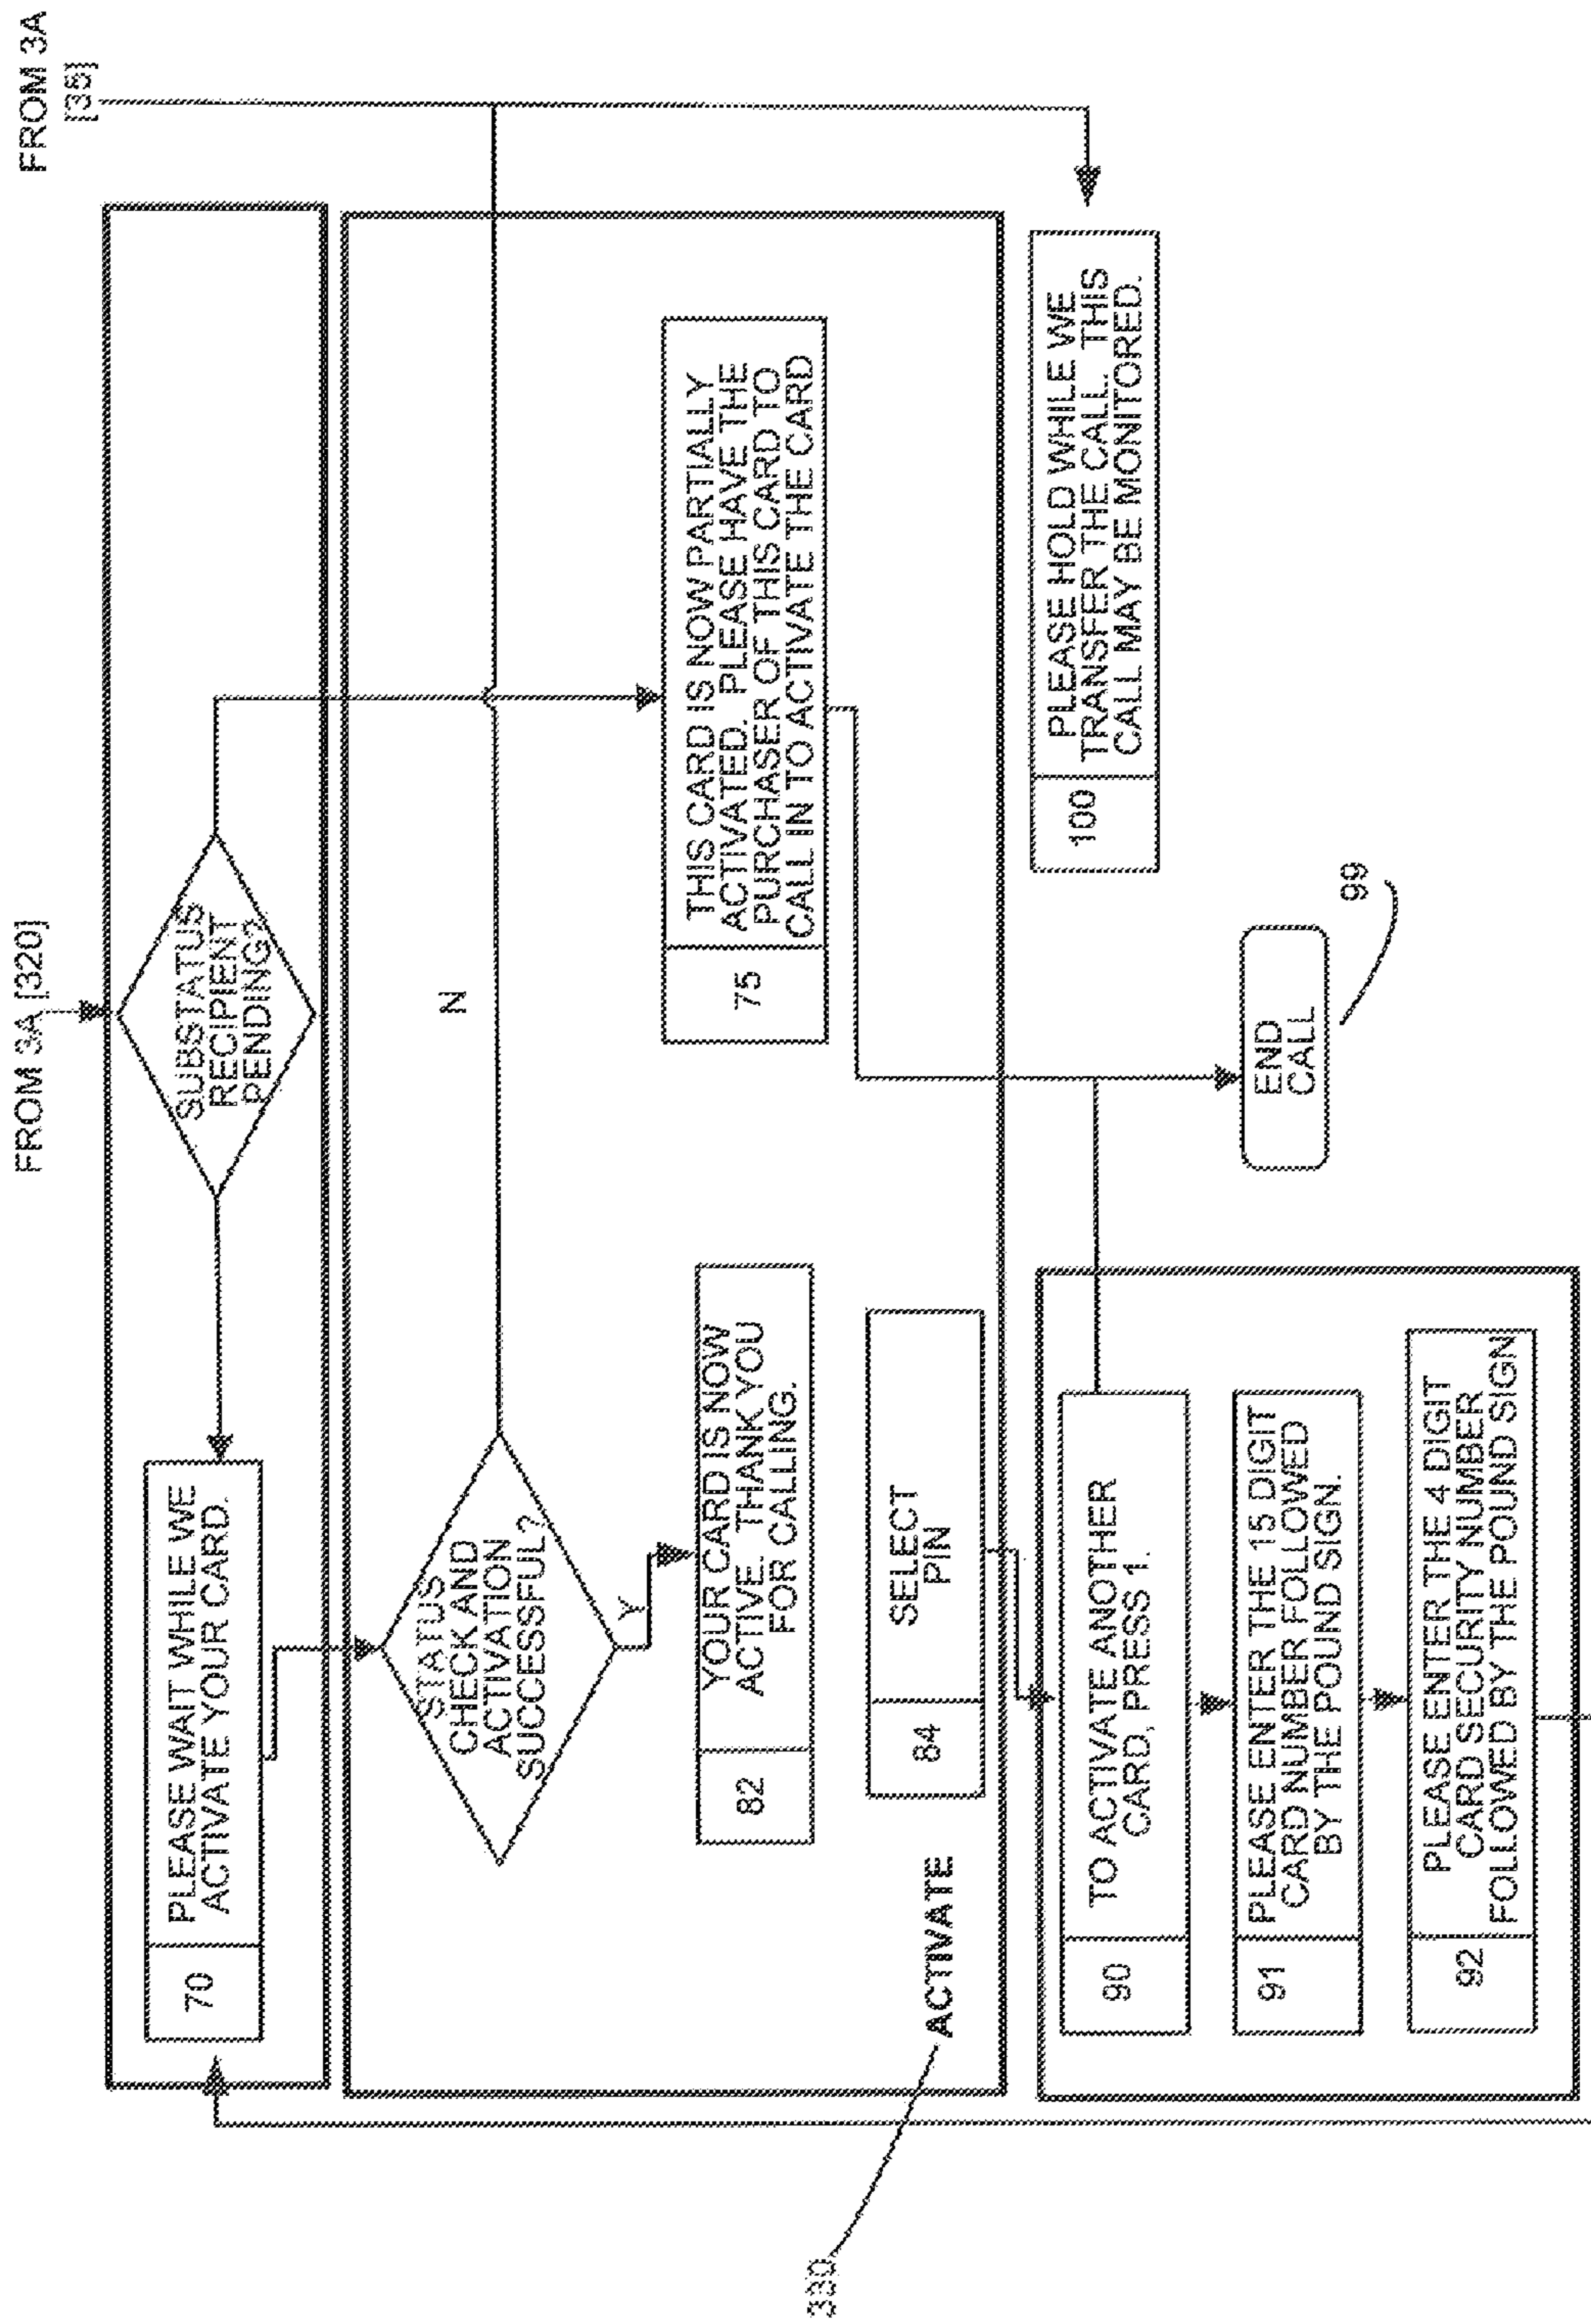 FROM 3A [320]
FROM 3A
[35]
SUBSTATUS
RECIPIENT
PENDING?
70
PLEASE WAIT WHILE WE
ACTIVATE YOUR CARD.
STATUS
CHECK AND
ACTIVATION
SUCCESSFUL?
N
Y
82
YOUR CARD IS NOW
ACTIVE. THANK YOU
FOR CALLING.
75
THIS CARD IS NOW PARTIALLY
ACTIVATED. PLEASE HAVE THE
PURCHASER OF THIS CARD TO
CALL IN TO ACTIVATE THE CARD
84
SELECT
PIN
330
ACTIVATE
90
TO ACTIVATE ANOTHER
CARD, PRESS 1.
100
PLEASE HOLD WHILE WE
TRANSFER THE CALL. THIS
CALL MAY BE MONITORED.
91
PLEASE ENTER THE 15 DIGIT
CARD NUMBER FOLLOWED
BY THE POUND SIGN.
END
CALL
99
92
PLEASE ENTER THE 4 DIGIT
CARD SECURITY NUMBER
FOLLOWED BY THE POUND SIGN